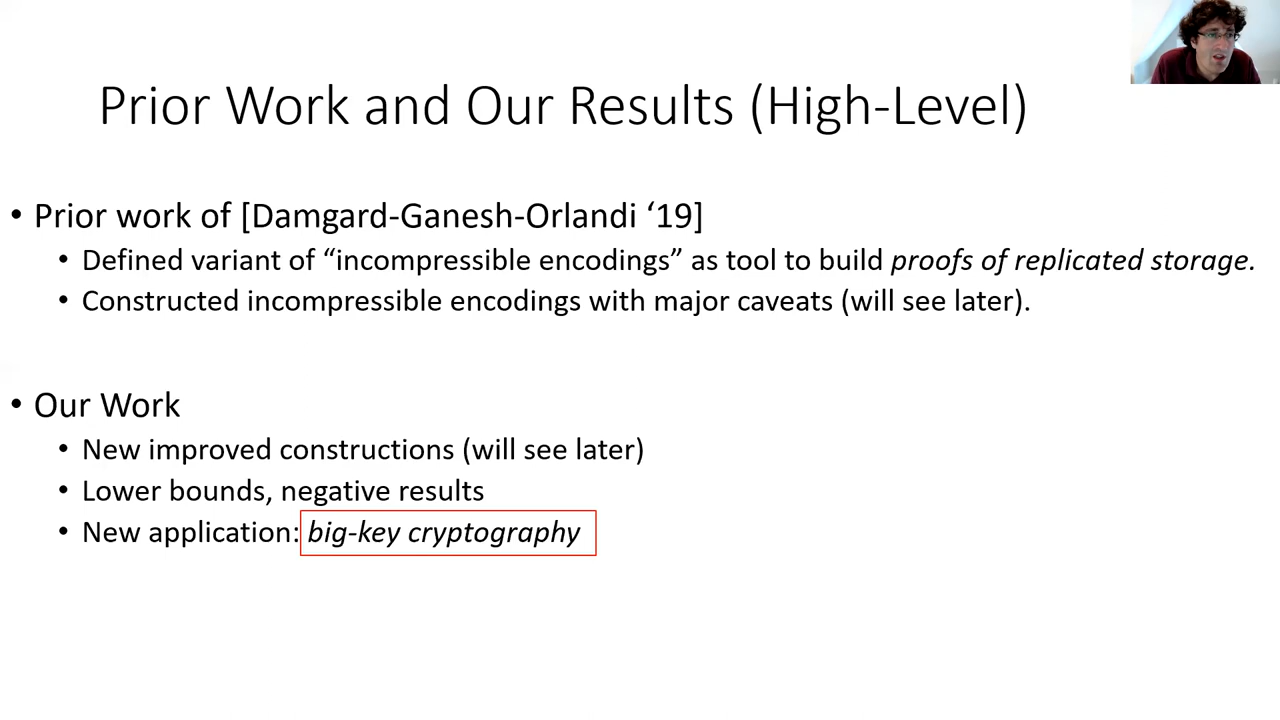 Prior Work and Our Results (High-Level)
• Prior work of [Damgard-Ganesh-Orlandi ‘19]
• Defined variant of “incompressible encodings” as tool to build proofs of replicated storage.
• Constructed incompressible encodings with major caveats (will see later).
• Our Work
• New improved constructions (will see later)
• Lower bounds, negative results
• New application: big-key cryptography